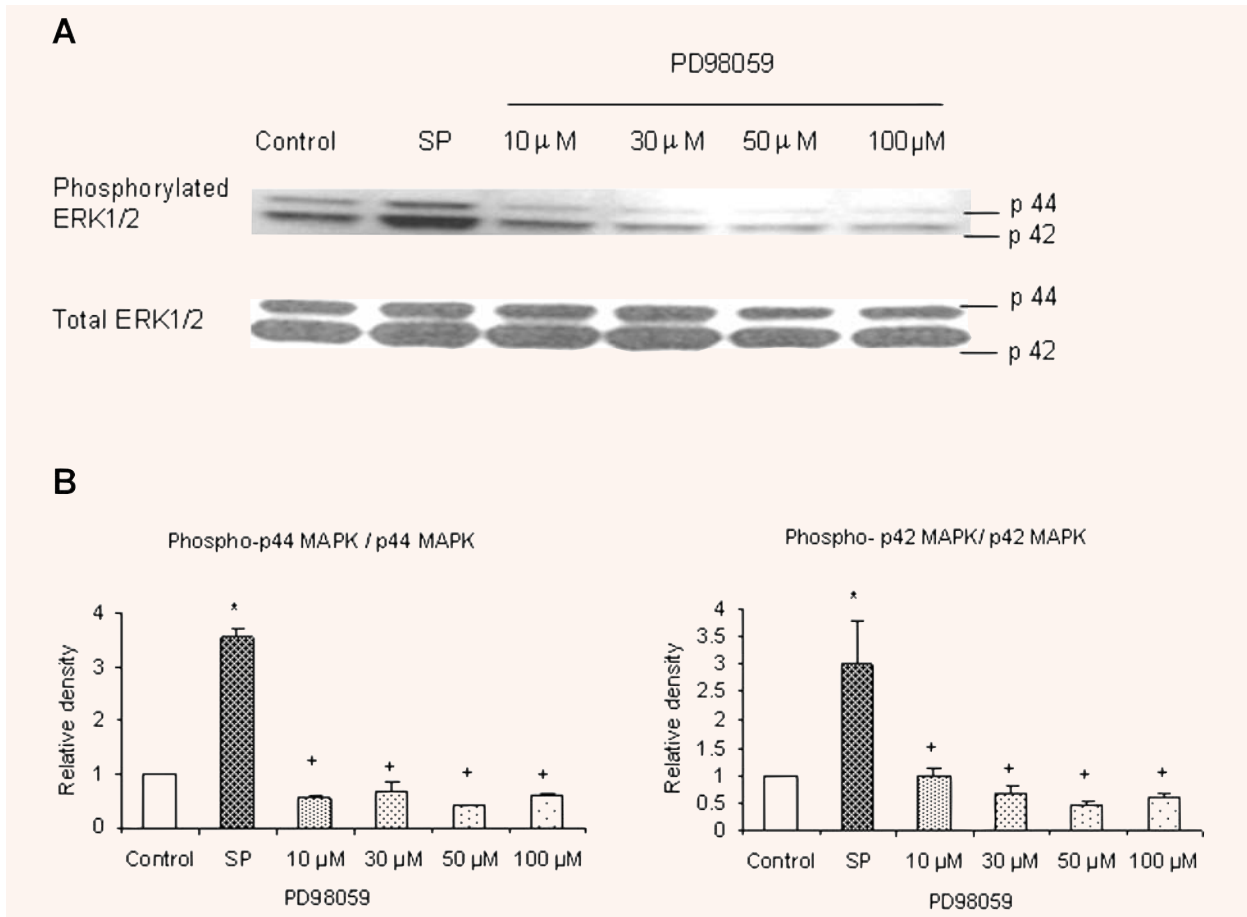 A
PD98059
Control SP 10 μ M 30 μ M 50 μ M 100 μM
Phosphorylated
ERK1/2
p 44
p 42
Total ERK1/2
p 44
p 42
B
Phospho-p44 MAPK / p44 MAPK
Relative density
4
3
2
1
0
*
+ + + +
Control SP 10 μM 30 μM 50 μM 100 μM
PD98059
Phospho- p42 MAPK/ p42 MAPK
Relative density
4
3.5
3
2.5
2
1.5
1
0.5
0
*
+ + + +
Control SP 10 μM 30 μM 50 μM 100 μM
PD98059